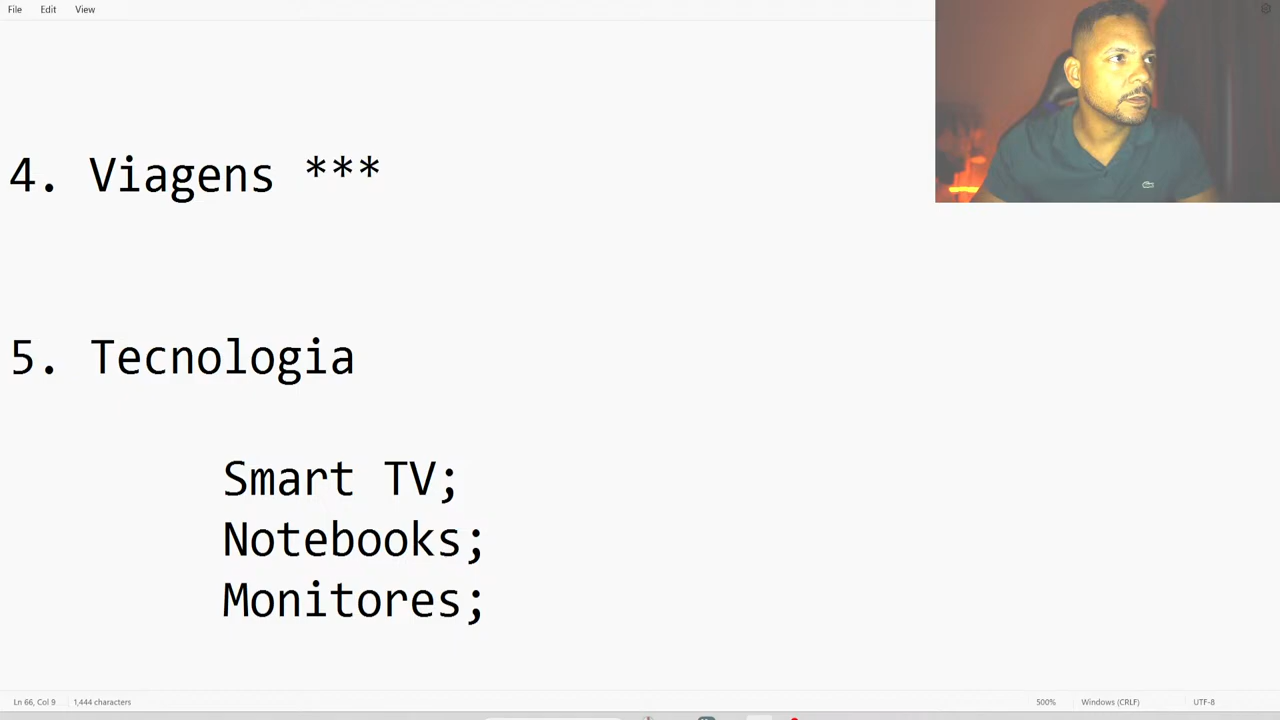 File Edit View
4. Viagens ***
5. Tecnologia
Smart TV;
Notebooks;
Monitores;
Ln 66, Col 9 1,444 characters 500% Windows (CRLF) UTF-8